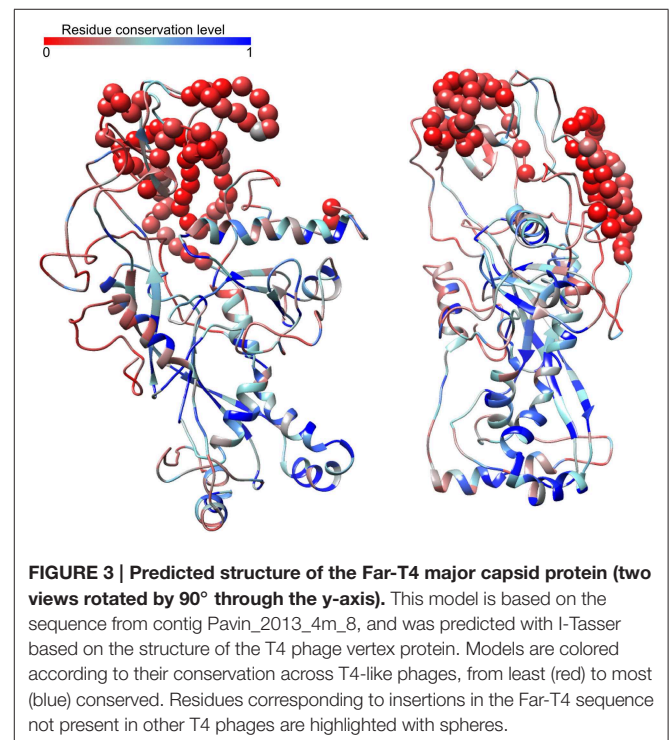 Residue conservation level
0 1
FIGURE 3 | Predicted structure of the Far-T4 major capsid protein (two
views rotated by 90° through the y-axis). This model is based on the
sequence from contig Pavin_2013_4m_8, and was predicted with I-Tasser
based on the structure of the T4 phage vertex protein. Models are colored
according to their conservation across T4-like phages, from least (red) to most
(blue) conserved. Residues corresponding to insertions in the Far-T4 sequence
not present in other T4 phages are highlighted with spheres.